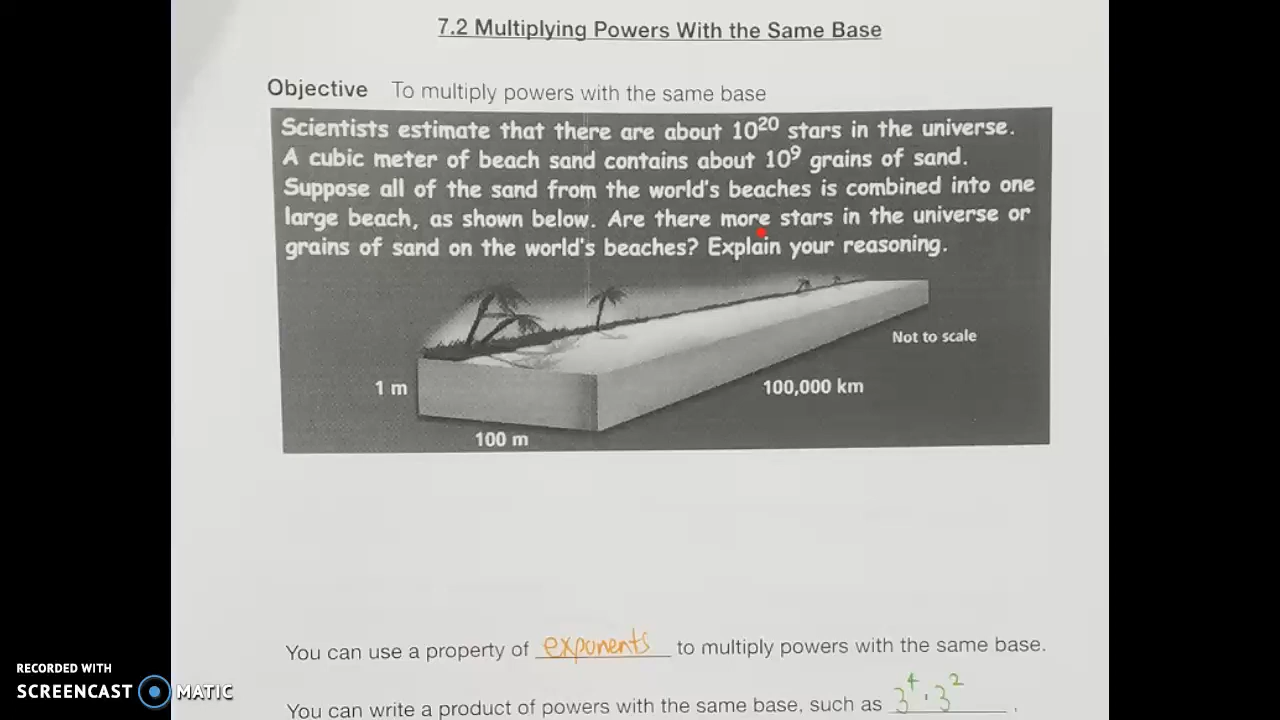 7.2 Multiplying Powers With the Same Base
Objective To multiply powers with the same base
Scientists estimate that there are about 10²⁰ stars in the universe.
A cubic meter of beach sand contains about 10⁹ grains of sand.
Suppose all of the sand from the world's beaches is combined into one
large beach, as shown below. Are there more stars in the universe or
grains of sand on the world's beaches? Explain your reasoning.
Not to scale
1 m
100,000 km
100 m
You can use a property of exponents to multiply powers with the same base.
You can write a product of powers with the same base, such as 3⁴ · 3² .
RECORDED WITH
SCREENCAST MATIC